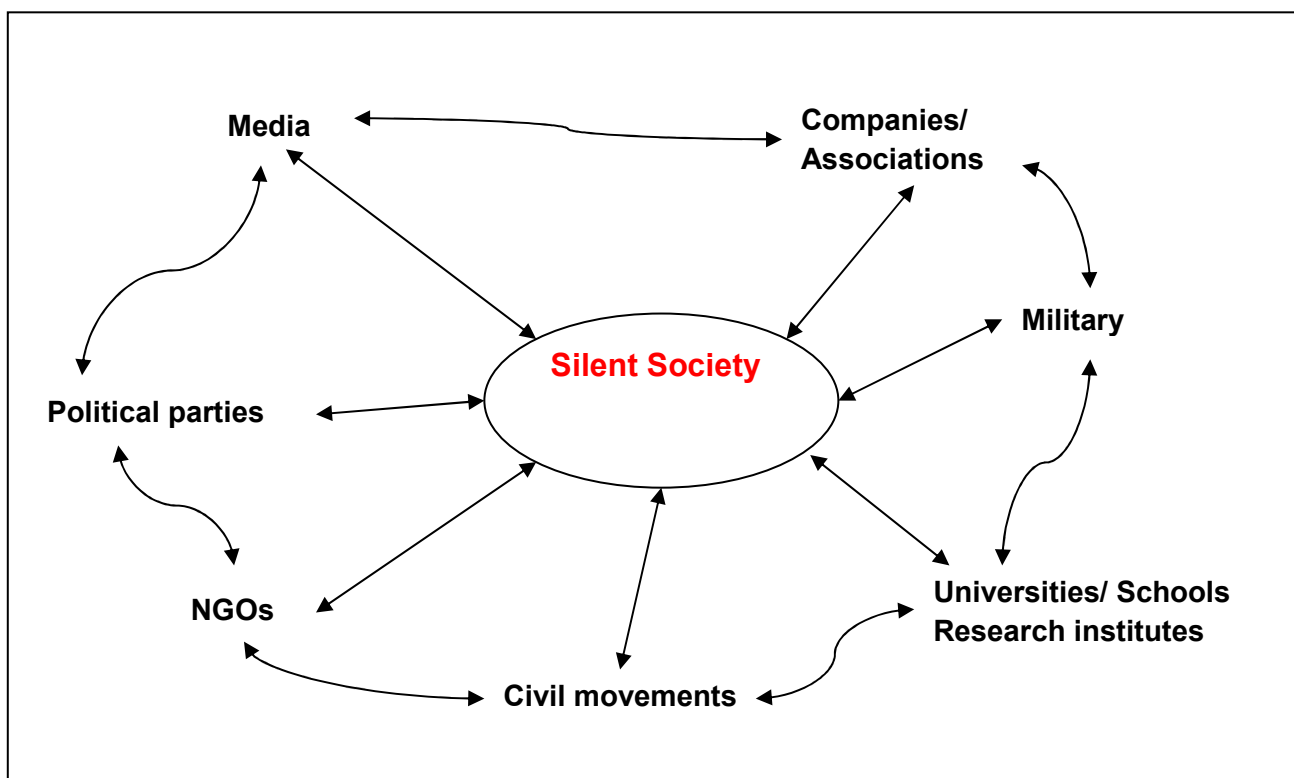 Media
Companies/
Associations
Military
Silent Society
Political parties
Universities/ Schools
Research institutes
NGOs
Civil movements